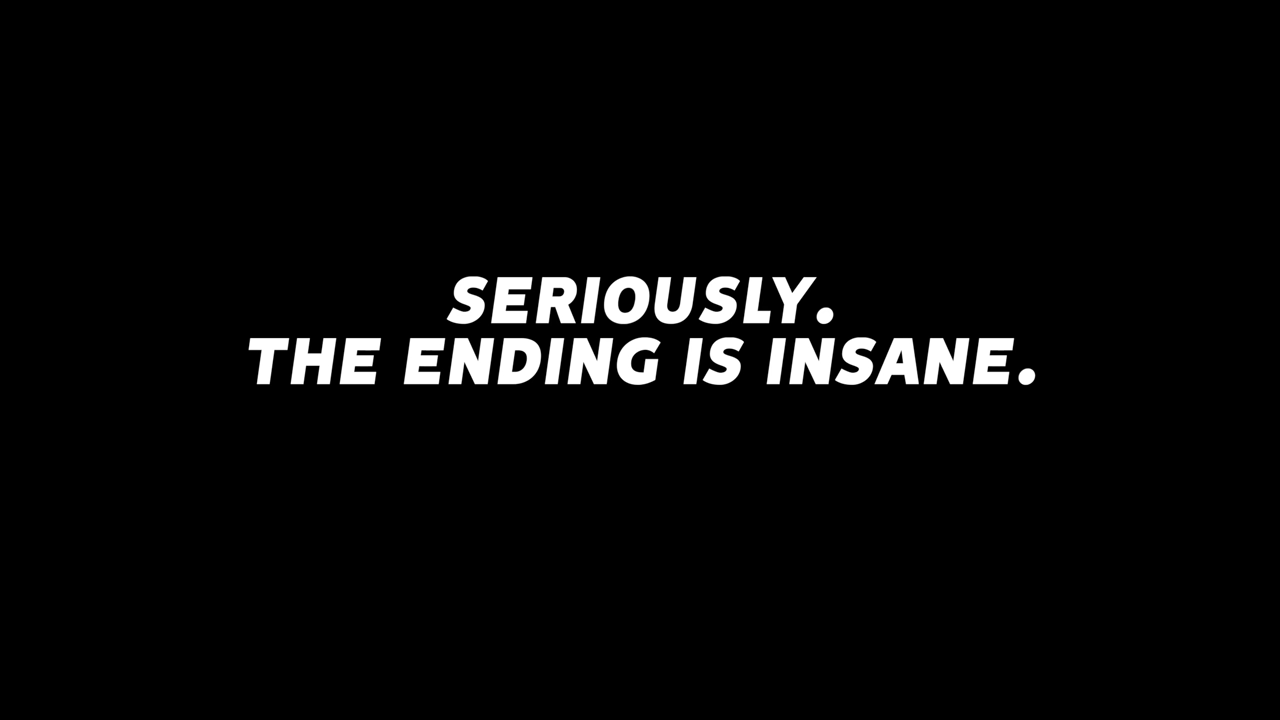 SERIOUSLY.
THE ENDING IS INSANE.